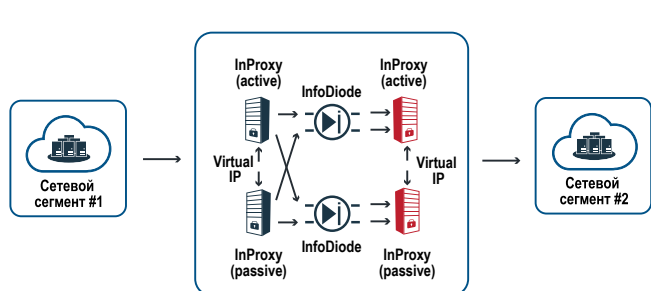 Сетевой
сегмент #1
InProxy
(active)
InfoDiode
InProxy
(active)
Virtual
IP
Virtual
IP
InProxy
(passive)
InfoDiode
InProxy
(passive)
Сетевой
сегмент #2